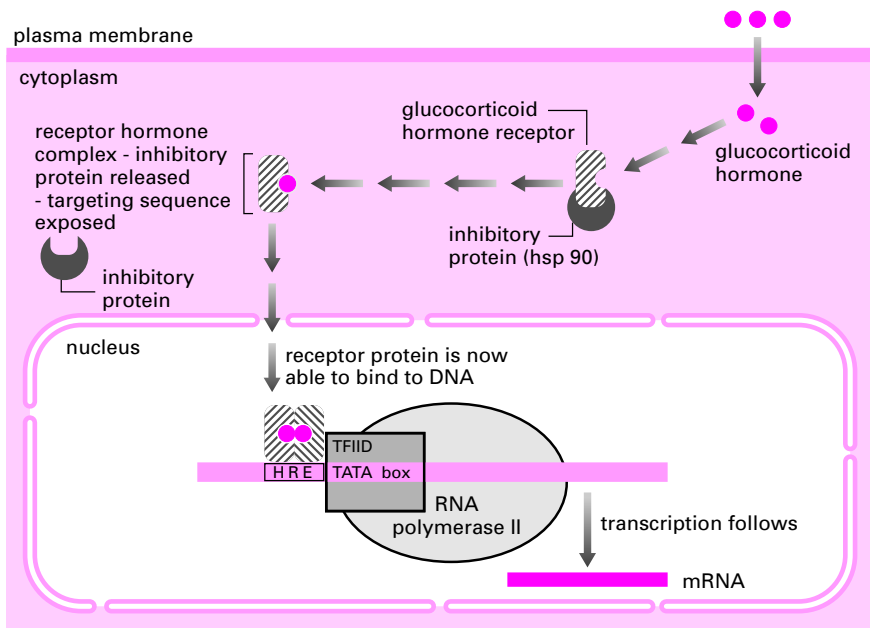 plasma membrane
cytoplasm
glucocorticoid
hormone
glucocorticoid
hormone receptor
inhibitory
protein (hsp 90)
receptor hormone
complex - inhibitory
protein released
- targeting sequence
exposed
inhibitory
protein
nucleus
receptor protein is now
able to bind to DNA
TFIID
HRE
TATA box
RNA
polymerase II
transcription follows
mRNA